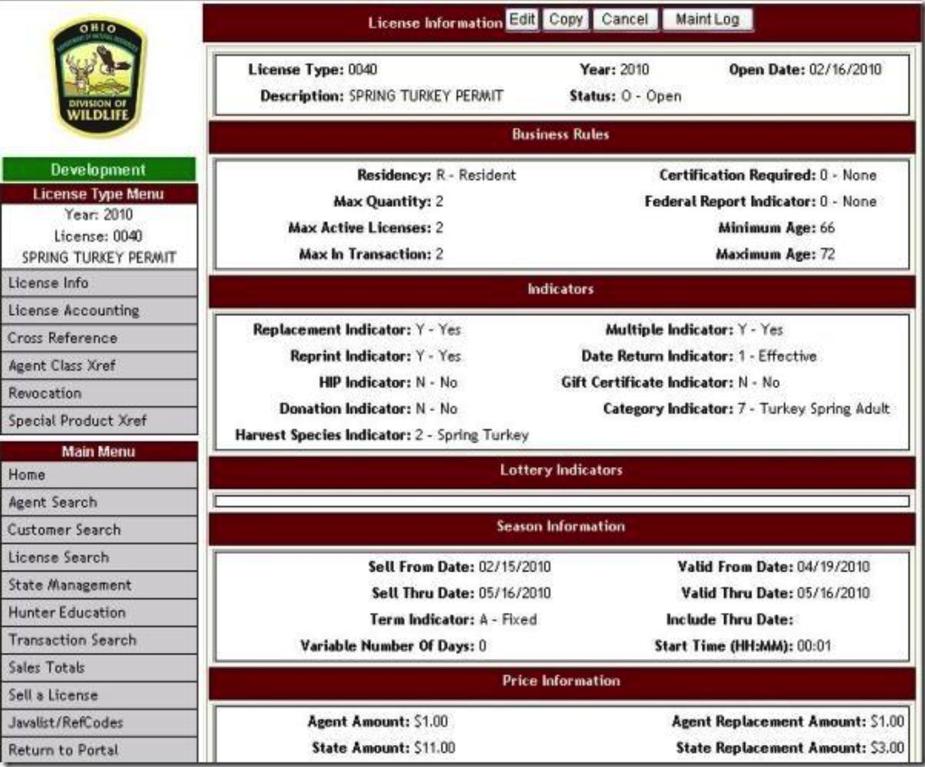 OHIO
DIVISION OF
WILDLIFE
Development
License Type Menu
Year: 2010
License: 0040
SPRING TURKEY PERMIT
License Info
License Accounting
Cross Reference
Agent Class Xref
Revocation
Special Product Xref
Main Menu
Home
Agent Search
Customer Search
License Search
State Management
Hunter Education
Transaction Search
Sales Totals
Sell a License
Javalist/RefCodes
Return to Portal
License Information Edit Copy Cancel Maint Log
License Type: 0040 Year: 2010 Open Date: 02/16/2010
Description: SPRING TURKEY PERMIT Status: O - Open
Business Rules
Residency: R - Resident Certification Required: 0 - None
Max Quantity: 2 Federal Report Indicator: 0 - None
Max Active Licenses: 2 Minimum Age: 66
Max In Transaction: 2 Maximum Age: 72
Indicators
Replacement Indicator: Y - Yes Multiple Indicator: Y - Yes
Reprint Indicator: Y - Yes Date Return Indicator: 1 - Effective
HIP Indicator: N - No Gift Certificate Indicator: N - No
Donation Indicator: N - No Category Indicator: 7 - Turkey Spring Adult
Harvest Species Indicator: 2 - Spring Turkey
Lottery Indicators
Season Information
Sell From Date: 02/15/2010 Valid From Date: 04/19/2010
Sell Thru Date: 05/16/2010 Valid Thru Date: 05/16/2010
Term Indicator: A - Fixed Include Thru Date:
Variable Number Of Days: 0 Start Time (HH:MM): 00:01
Price Information
Agent Amount: $1.00 Agent Replacement Amount: $1.00
State Amount: $11.00 State Replacement Amount: $3.00